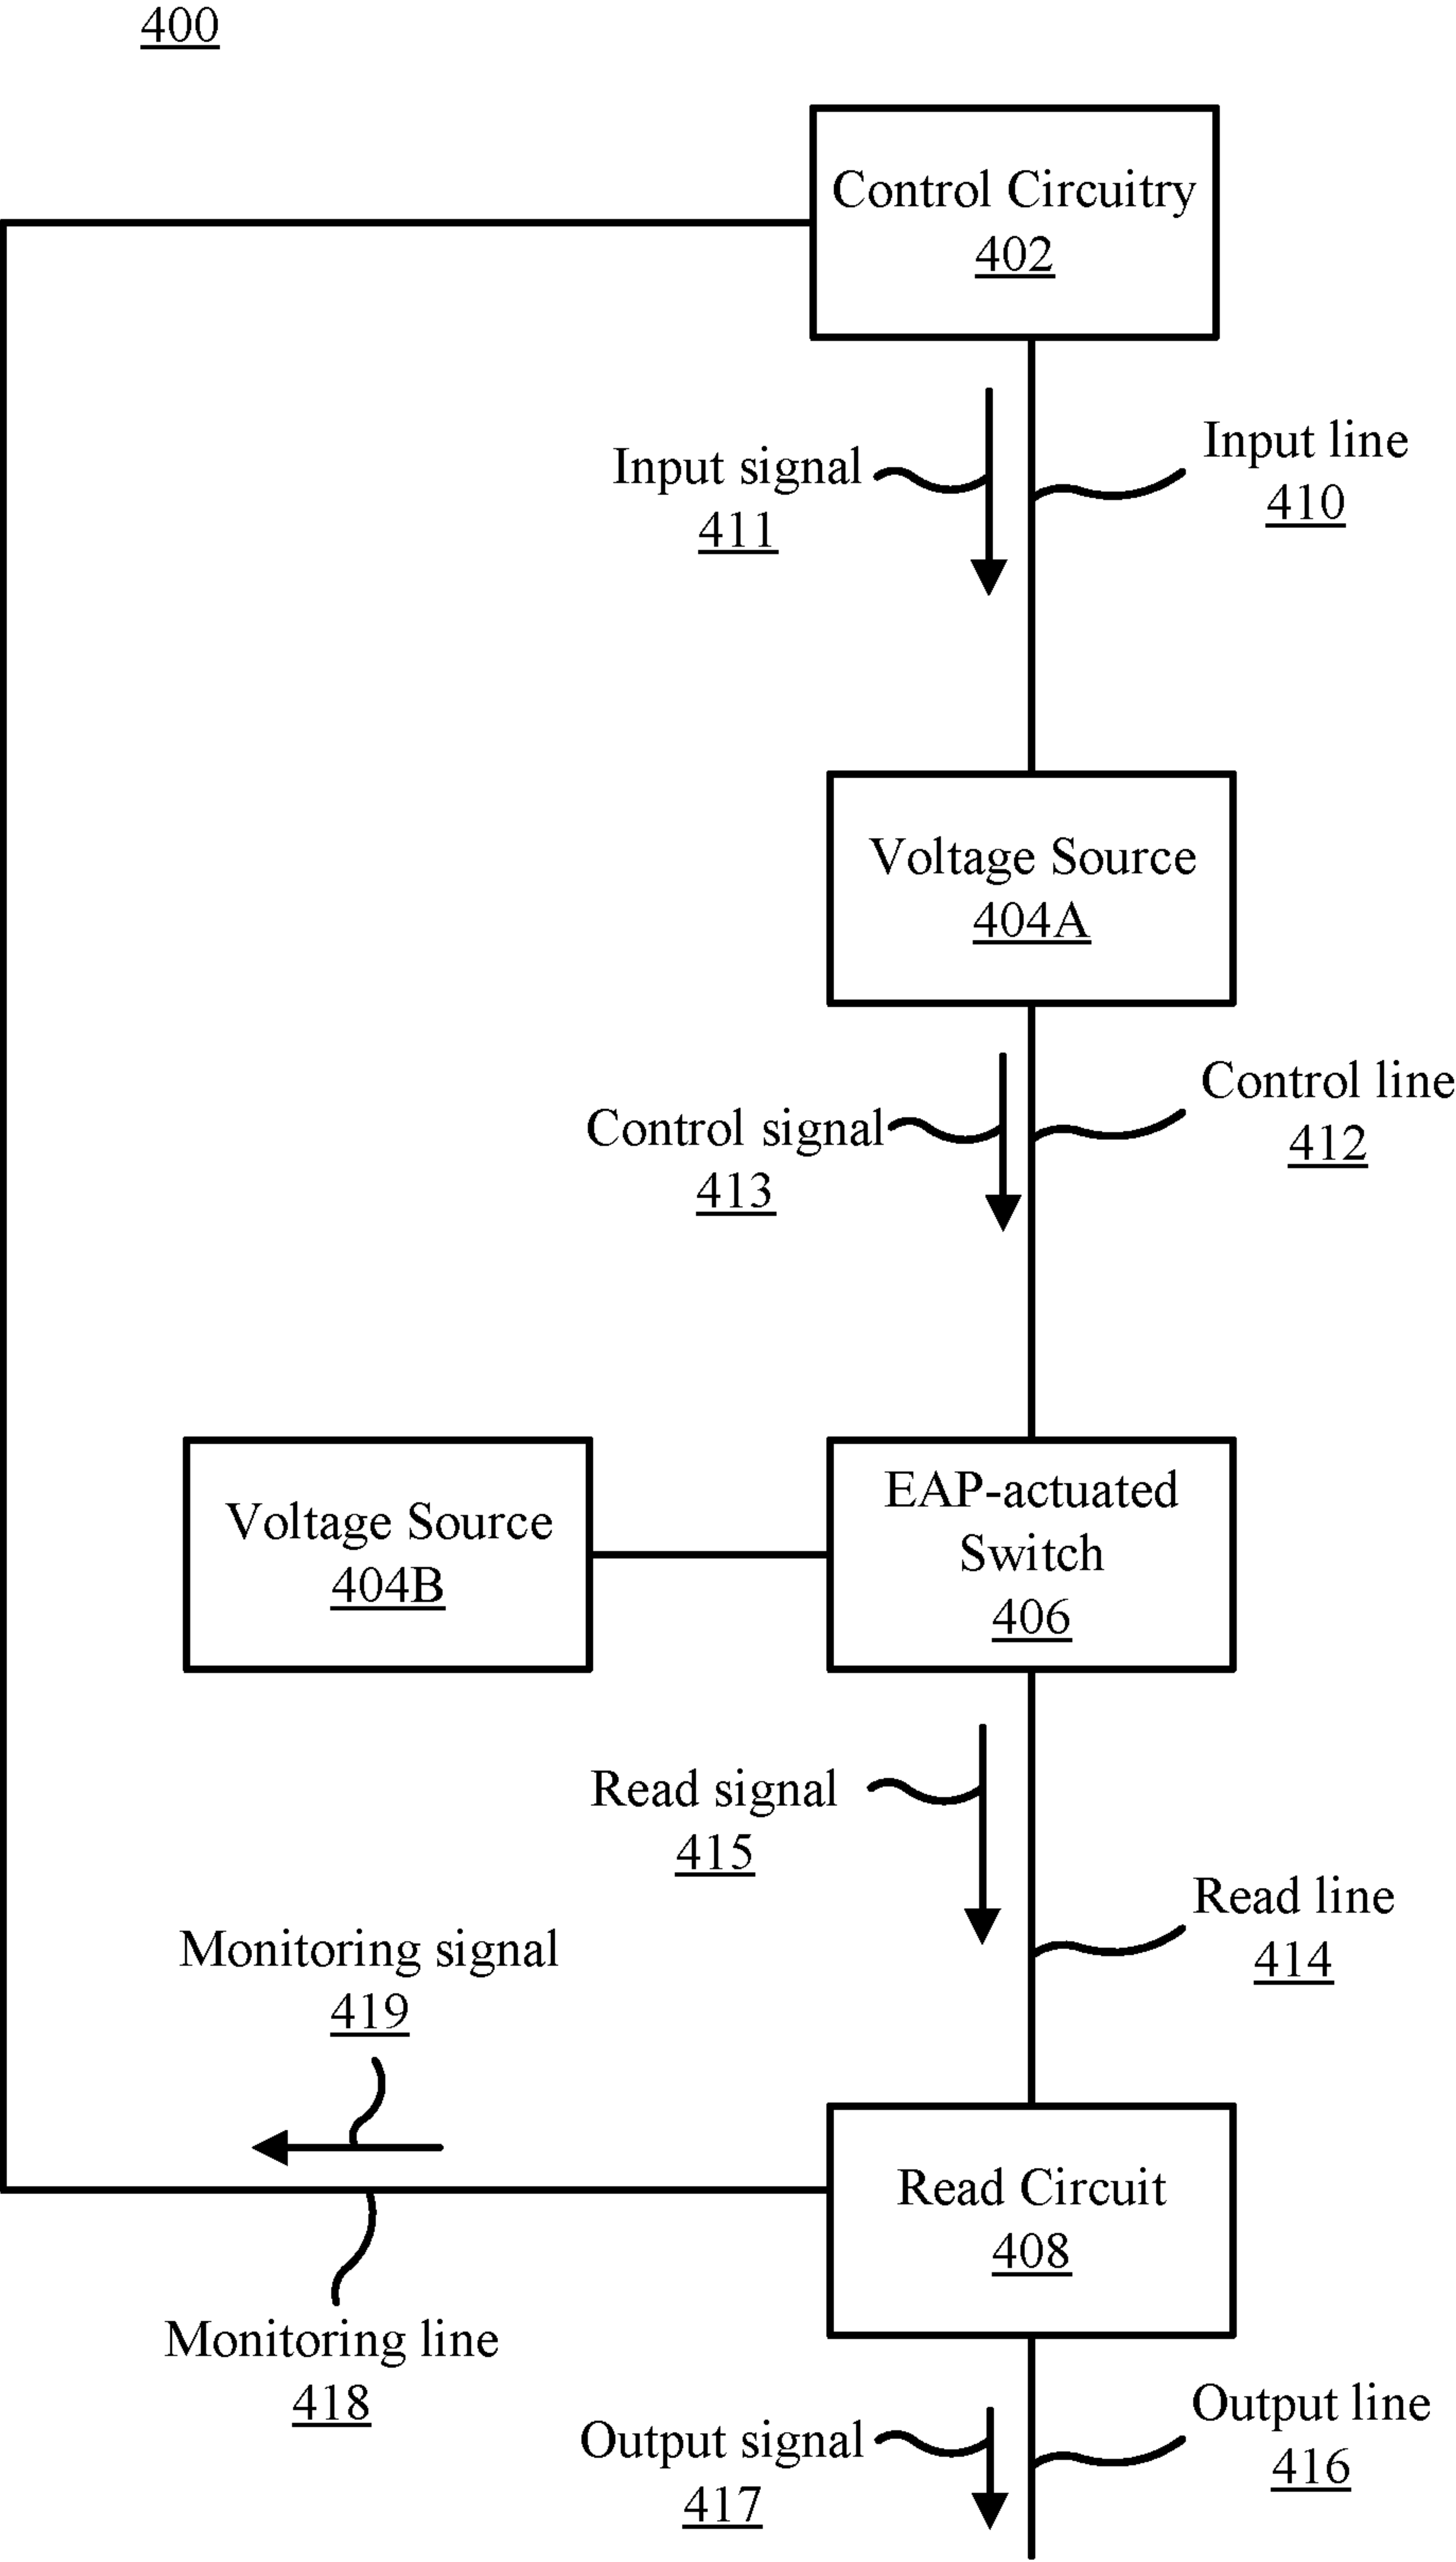 400
Control Circuitry
402
Input signal
411
Input line
410
Voltage Source
404A
Control signal
413
Control line
412
Voltage Source
404B
EAP-actuated
Switch
406
Read signal
415
Read line
414
Monitoring signal
419
Read Circuit
408
Monitoring line
418
Output signal
417
Output line
416